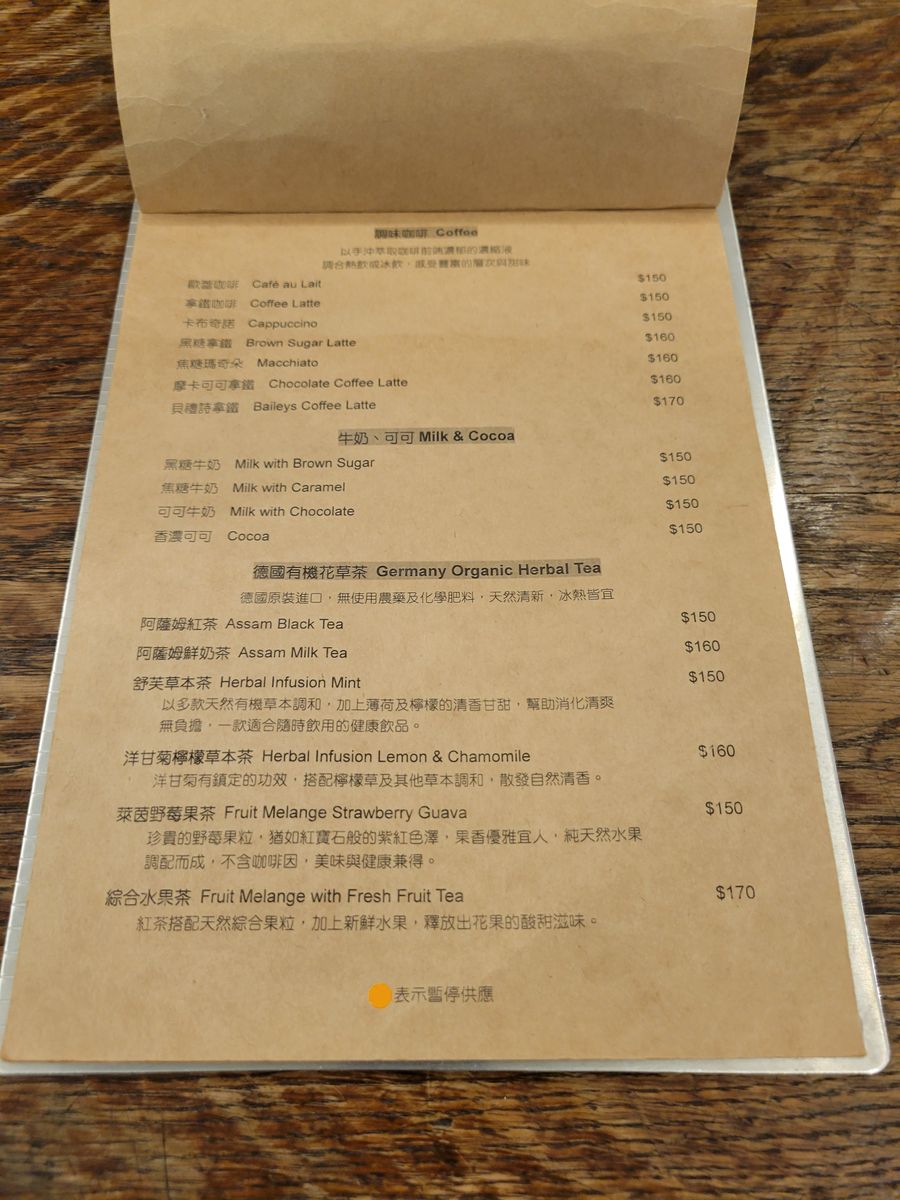 調味咖啡 Coffee
以手沖萃取咖啡前端濃郁的濃縮液
調合熱飲或冰飲，感受豐富的層次與甜味
歐蕾咖啡 Café au Lait $150
拿鐵咖啡 Coffee Latte $150
卡布奇諾 Cappuccino $150
黑糖拿鐵 Brown Sugar Latte $160
焦糖瑪奇朵 Macchiato $160
摩卡可可拿鐵 Chocolate Coffee Latte $160
貝禮詩拿鐵 Baileys Coffee Latte $170
牛奶、可可 Milk & Cocoa
黑糖牛奶 Milk with Brown Sugar $150
焦糖牛奶 Milk with Caramel $150
可可牛奶 Milk with Chocolate $150
香濃可可 Cocoa $150
德國有機花草茶 Germany Organic Herbal Tea
德國原裝進口，無使用農藥及化學肥料，天然清新，冰熱皆宜
阿薩姆紅茶 Assam Black Tea $150
阿薩姆鮮奶茶 Assam Milk Tea $160
舒芙草本茶 Herbal Infusion Mint $150
以多款天然有機草本調和，加上薄荷及檸檬的清香甘甜，幫助消化清爽
無負擔，一款適合隨時飲用的健康飲品。
洋甘菊檸檬草本茶 Herbal Infusion Lemon & Chamomile $160
洋甘菊有鎮定的功效，搭配檸檬草及其他草本調和，散發自然清香。
萊茵野莓果茶 Fruit Melange Strawberry Guava $150
珍貴的野莓果粒，猶如紅寶石般的紫紅色澤，果香優雅宜人，純天然水果
調配而成，不含咖啡因，美味與健康兼得。
綜合水果茶 Fruit Melange with Fresh Fruit Tea $170
紅茶搭配天然綜合果粒，加上新鮮水果，釋放出花果的酸甜滋味。
表示暫停供應